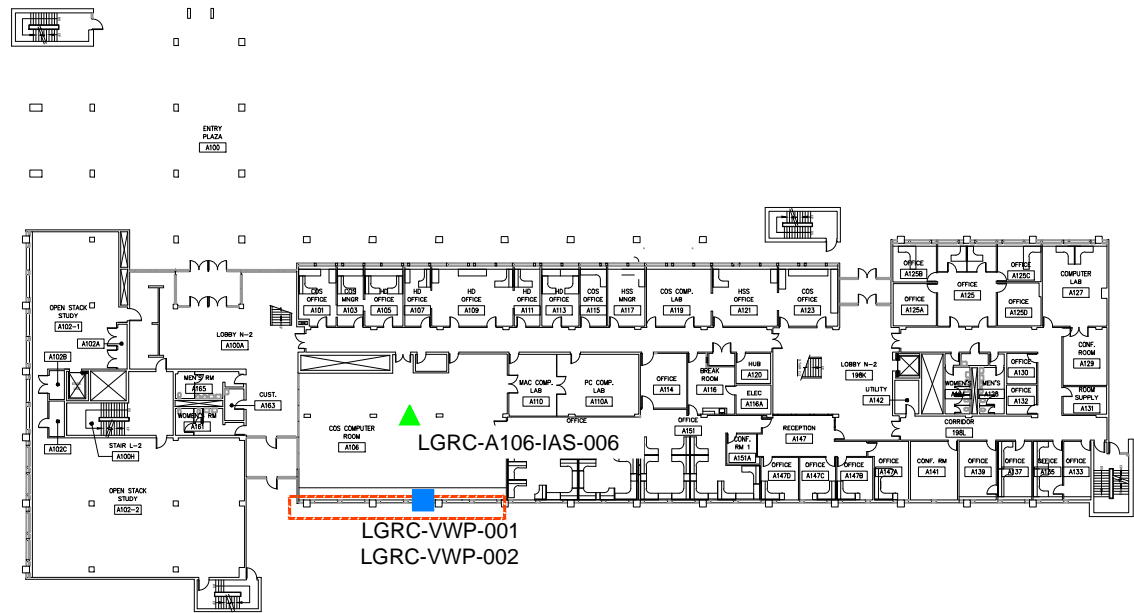 ENTRY
PLAZA
A100
OPEN STACK
STUDY
A102-1
A102A
A102B
A102C
LOBBY N-2
A100A
MEN'S RM
A165
WOMEN'S RM
A161
CUST.
A163
STAIR L-2
A100H
OPEN STACK
STUDY
A102-2
COS
OFFICE
A101
COS
MNGR
A103
HD
OFFICE
A105
HD
OFFICE
A107
HD
OFFICE
A109
HD
OFFICE
A111
HD
OFFICE
A113
COS
OFFICE
A115
HSS
MNGR
A117
COS COMP.
LAB
A119
HSS
OFFICE
A121
COS
OFFICE
A123
COS COMPUTER
ROOM
A106
MAC COMP.
LAB
A110
PC COMP.
LAB
A110A
OFFICE
A114
BREAK
ROOM
A116
HUB
A120
ELEC
A116A
OFFICE
OFFICE
A151
CONF.
RM 1
A151A
RECEPTION
A147
OFFICE
A147D
OFFICE
A147C
OFFICE
A147B
OFFICE
A147A
CONF. RM
A141
OFFICE
A139
OFFICE
A137
OFFICE
A135
OFFICE
A133
LOBBY N-2
198K
UTILITY
A142
WOMEN'S
MEN'S
OFFICE
A130
OFFICE
A132
CORRIDOR
198L
OFFICE
A125B
OFFICE
A125C
OFFICE
A125
OFFICE
A125A
OFFICE
A125D
COMPUTER
LAB
A127
CONF.
ROOM
A129
ROOM
SUPPLY
A131
LGRC-A106-IAS-006
LGRC-VWP-001
LGRC-VWP-002